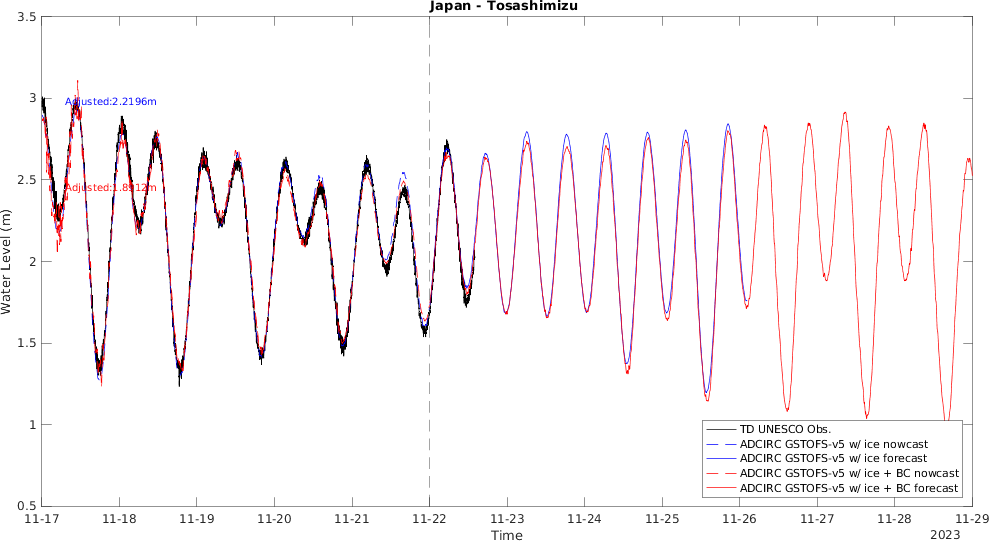 Japan - Tosashimizu
3.5
3
2.5
2
1.5
1
0.5
Water Level (m)
Adjusted:2.2196m
Adjusted:1.8912m
TD UNESCO Obs.
ADCIRC GSTOFS-v5 w/ ice nowcast
ADCIRC GSTOFS-v5 w/ ice forecast
ADCIRC GSTOFS-v5 w/ ice + BC nowcast
ADCIRC GSTOFS-v5 w/ ice + BC forecast
11-17 11-18 11-19 11-20 11-21 11-22 11-23 11-24 11-25 11-26 11-27 11-28 11-29
Time
2023